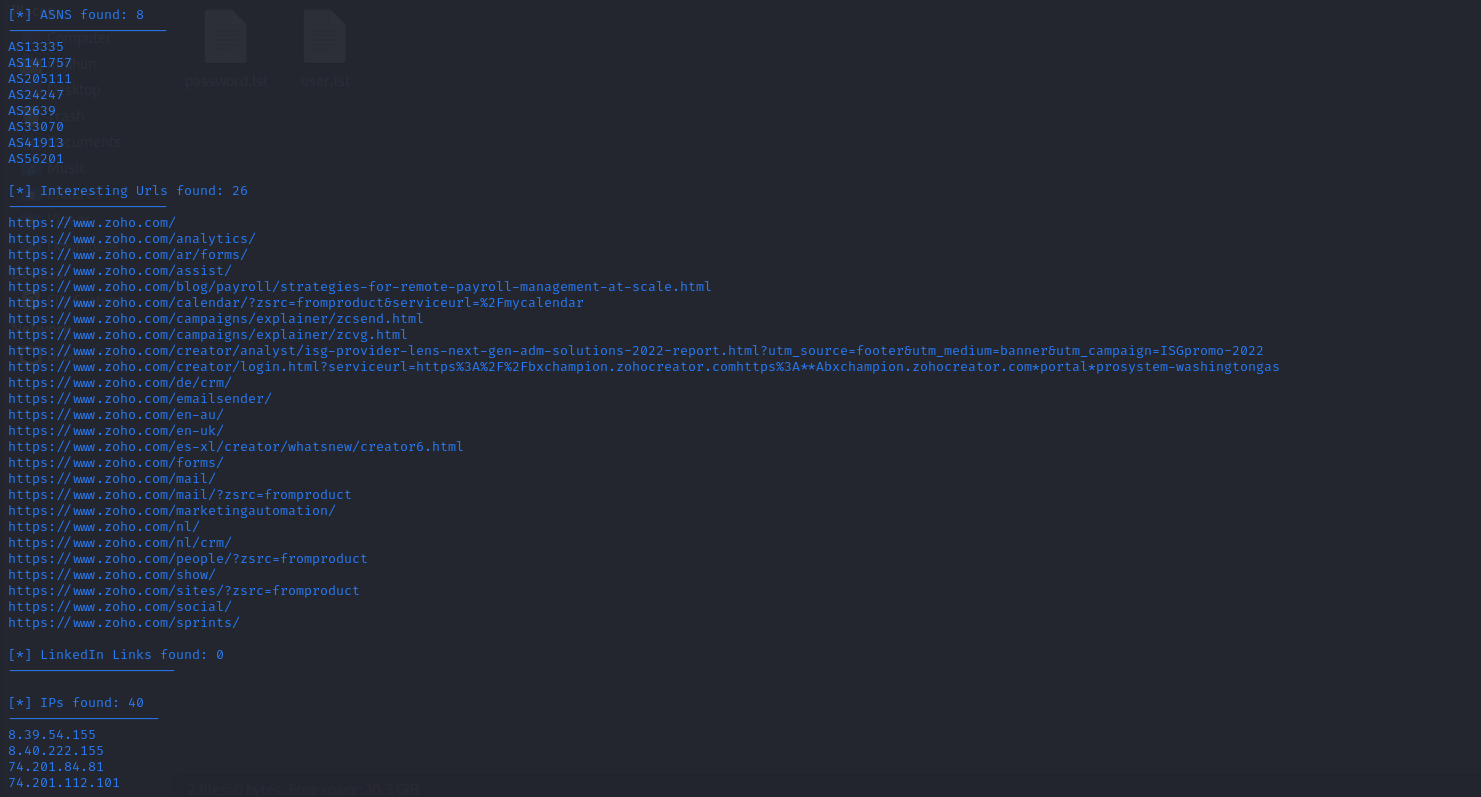 [*] ASNS found: 8
AS13335
AS141757
AS205111
AS24247
AS2639
AS33070
AS41913
AS56201
[*] Interesting Urls found: 26
https://www.zoho.com/
https://www.zoho.com/analytics/
https://www.zoho.com/ar/forms/
https://www.zoho.com/assist/
https://www.zoho.com/blog/payroll/strategies-for-remote-payroll-management-at-scale.html
https://www.zoho.com/calendar/?zsrc=fromproduct&serviceurl=%2Fmycalendar
https://www.zoho.com/campaigns/explainer/zcsend.html
https://www.zoho.com/campaigns/explainer/zcvg.html
https://www.zoho.com/creator/analyst/isg-provider-lens-next-gen-adm-solutions-2022-report.html?utm_source=footer&utm_medium=banner&utm_campaign=ISGpromo-2022
https://www.zoho.com/creator/login.html?serviceurl=https%3A%2F%2Fbxchampion.zohocreator.comhttps%3A**Abxchampion.zohocreator.com*portal*prosystem-washingtongas
https://www.zoho.com/de/crm/
https://www.zoho.com/emailsender/
https://www.zoho.com/en-au/
https://www.zoho.com/en-uk/
https://www.zoho.com/es-xl/creator/whatsnew/creator6.html
https://www.zoho.com/forms/
https://www.zoho.com/mail/
https://www.zoho.com/mail/?zsrc=fromproduct
https://www.zoho.com/marketingautomation/
https://www.zoho.com/nl/
https://www.zoho.com/nl/crm/
https://www.zoho.com/people/?zsrc=fromproduct
https://www.zoho.com/show/
https://www.zoho.com/sites/?zsrc=fromproduct
https://www.zoho.com/social/
https://www.zoho.com/sprints/
[*] LinkedIn Links found: 0
[*] IPs found: 40
8.39.54.155
8.40.222.155
74.201.84.81
74.201.112.101
password.lst
user.lst
Computer
Music